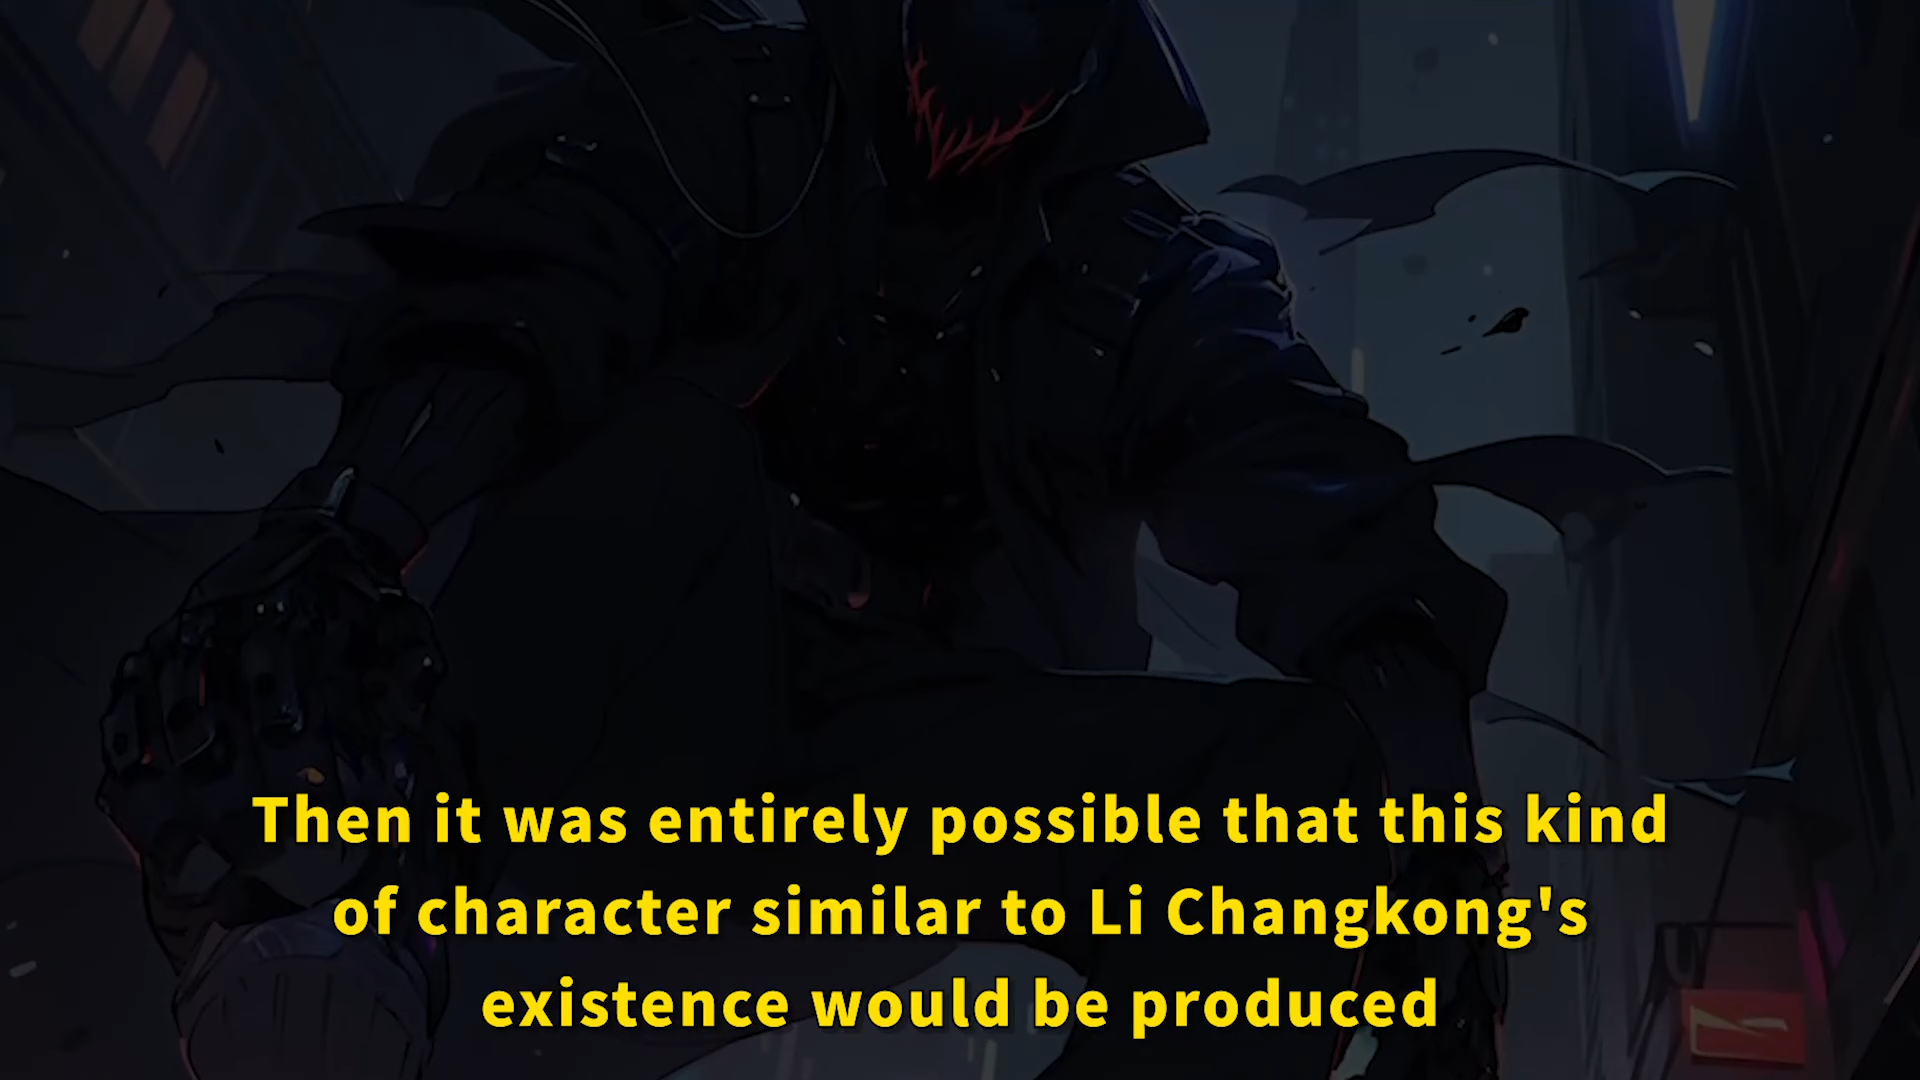 Then it was entirely possible that this kind
of character similar to Li Changkong's
existence would be produced